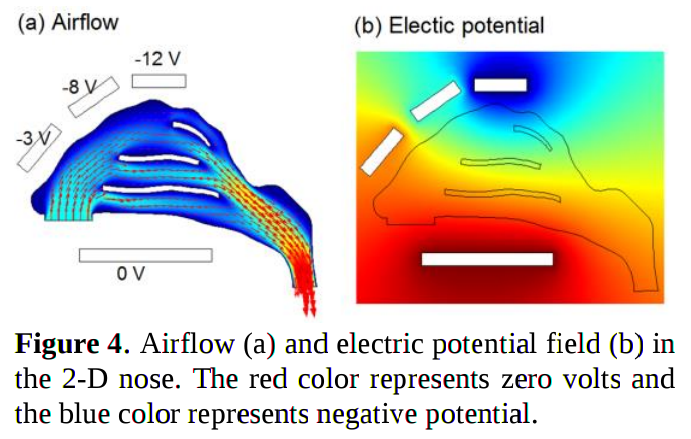 (a) Airflow
(b) Electic potential
-12 V
-8 V
-3 V
0 V
Figure 4. Airflow (a) and electric potential field (b) in
the 2-D nose. The red color represents zero volts and
the blue color represents negative potential.